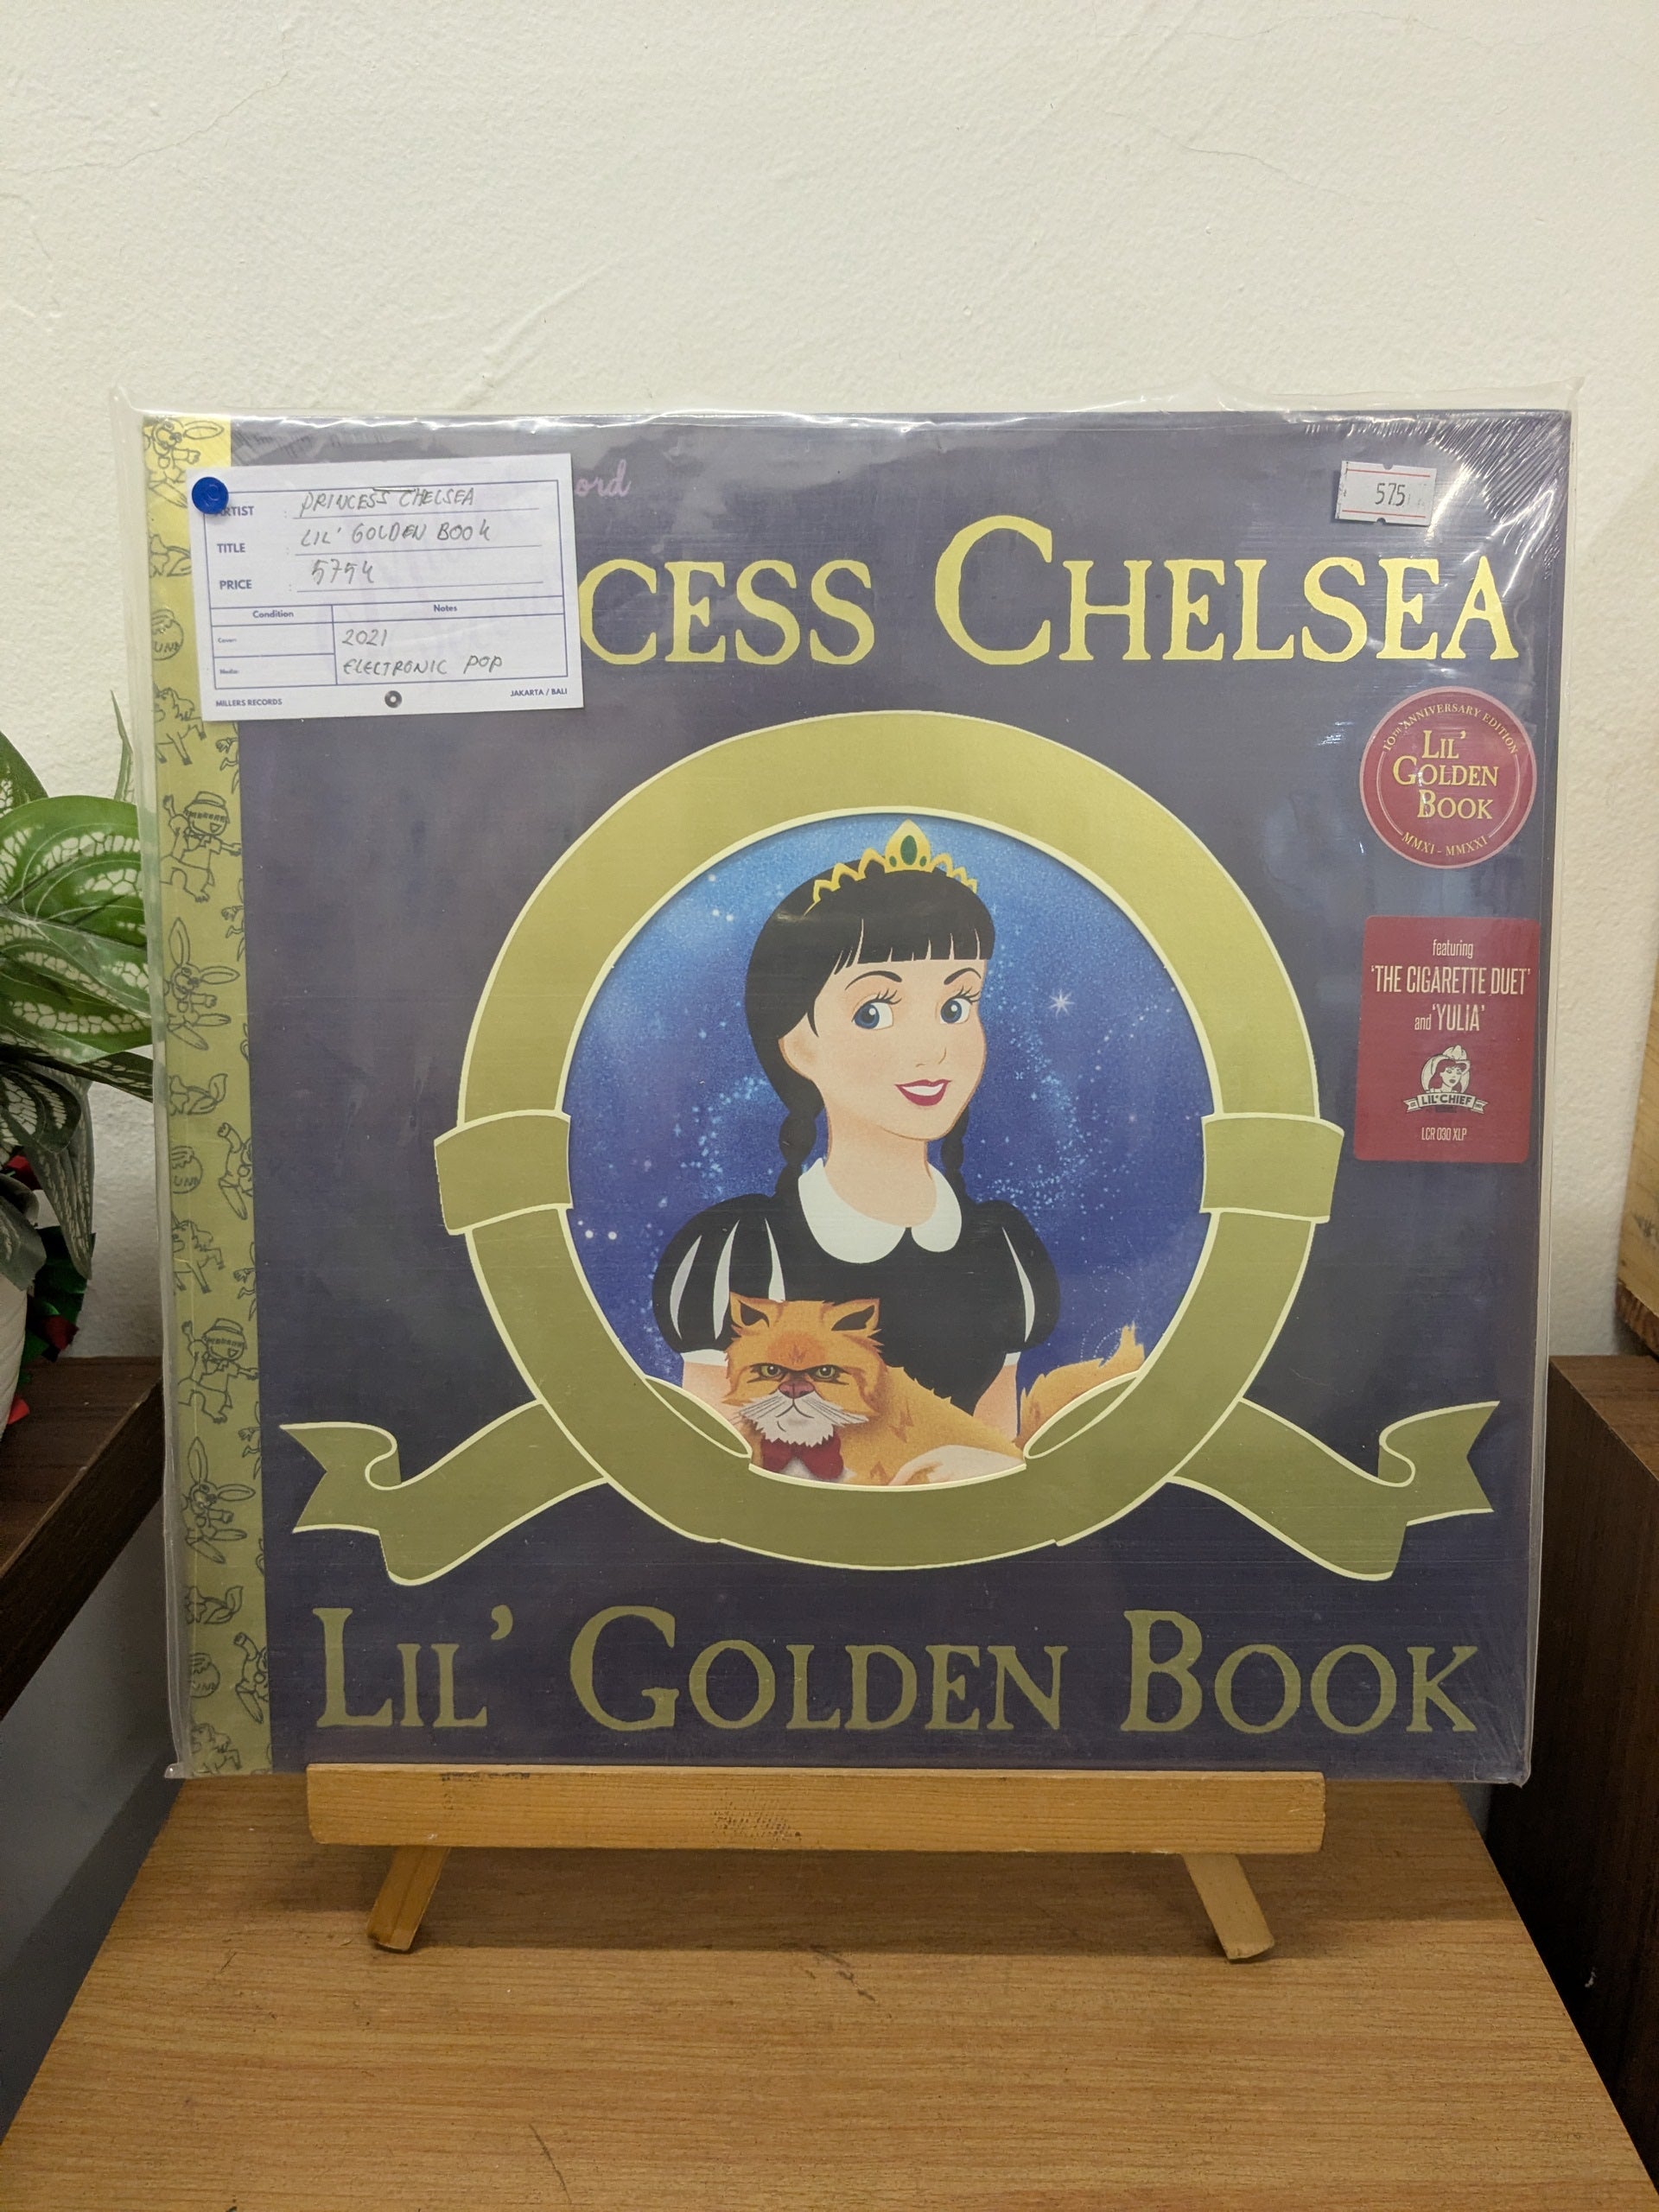 ord
575
ARTIST : PRINCESS CHELSEA
TITLE : LIL' GOLDEN BOOK
PRICE : 575K
Condition Notes
Cover: 2021
Media: ELECTRONIC POP
MILLERS RECORDS JAKARTA / BALI
CESS CHELSEA
10TH ANNIVERSARY EDITION
LIL'
GOLDEN
BOOK
MMXI - MMXXI
featuring
'THE CIGARETTE DUET'
and 'YULIA'
LIL' CHIEF
LCR 030 XLP
LIL' GOLDEN BOOK